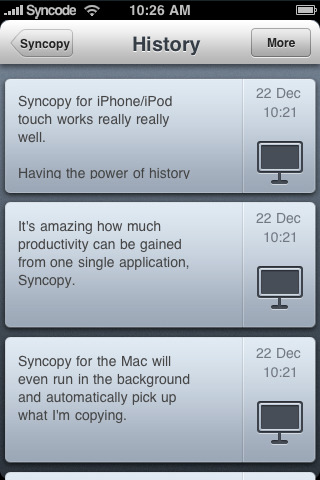 Syncode 10:26 AM
Syncopy History More
Syncopy for iPhone/iPod
touch works really really
well.
Having the power of history
22 Dec
10:21
It's amazing how much
productivity can be gained
from one single application,
Syncopy.
22 Dec
10:21
Syncopy for the Mac will
even run in the background
and automatically pick up
what I'm copying.
22 Dec
10:21